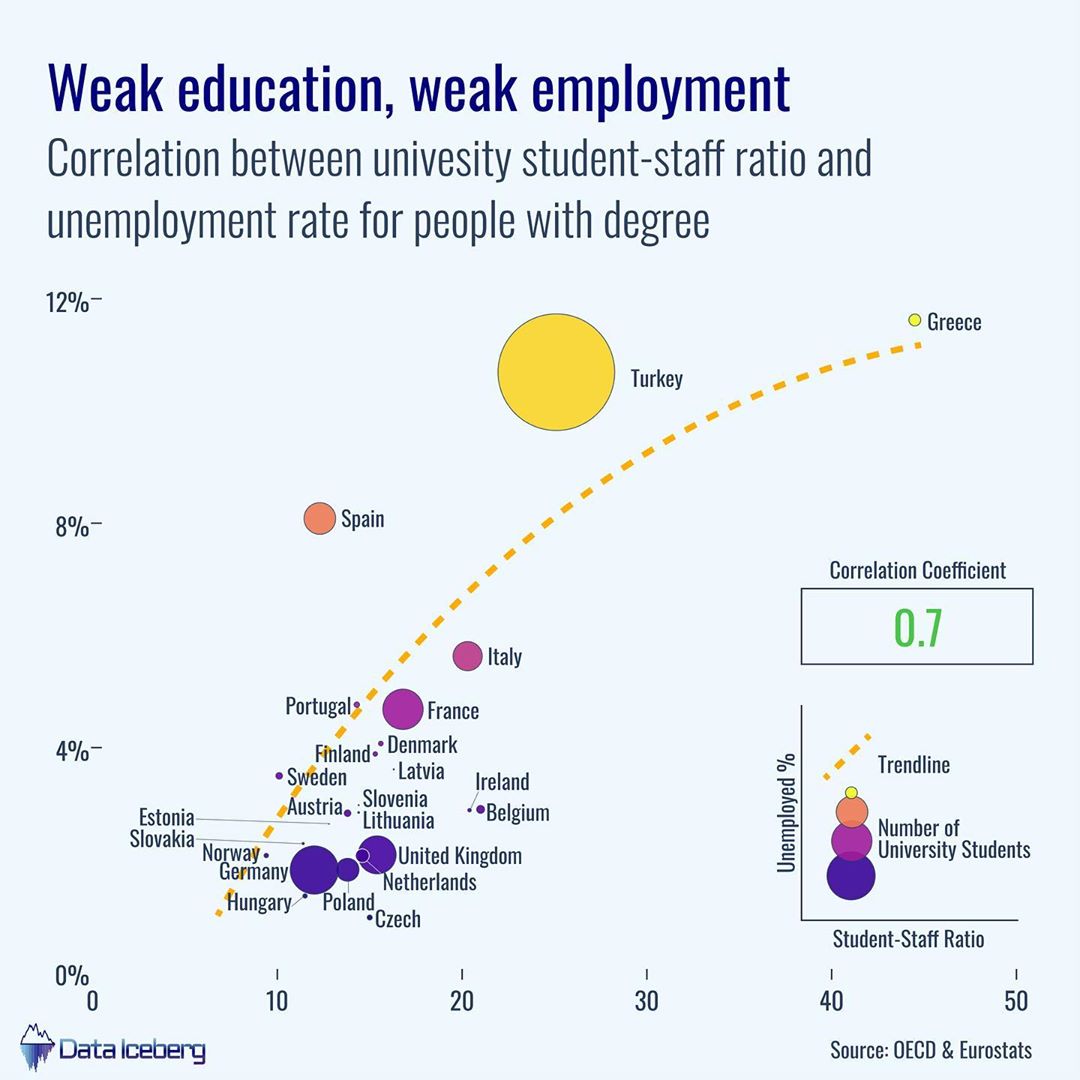 Weak education, weak employment
Correlation between univesity student-staff ratio and
unemployment rate for people with degree
12%
Greece
Turkey
8%
Spain
Correlation Coefficient
0.7
Italy
Portugal
France
4%
Denmark
Finland
Latvia
Sweden
Ireland
Slovenia
Austria
Lithuania
Belgium
Estonia
Slovakia
Norway
Germany
United Kingdom
Netherlands
Hungary
Poland
Czech
Unemployed %
Trendline
Number of
University Students
Student-Staff Ratio
0%
0 10 20 30 40 50
Data Iceberg
Source: OECD & Eurostats